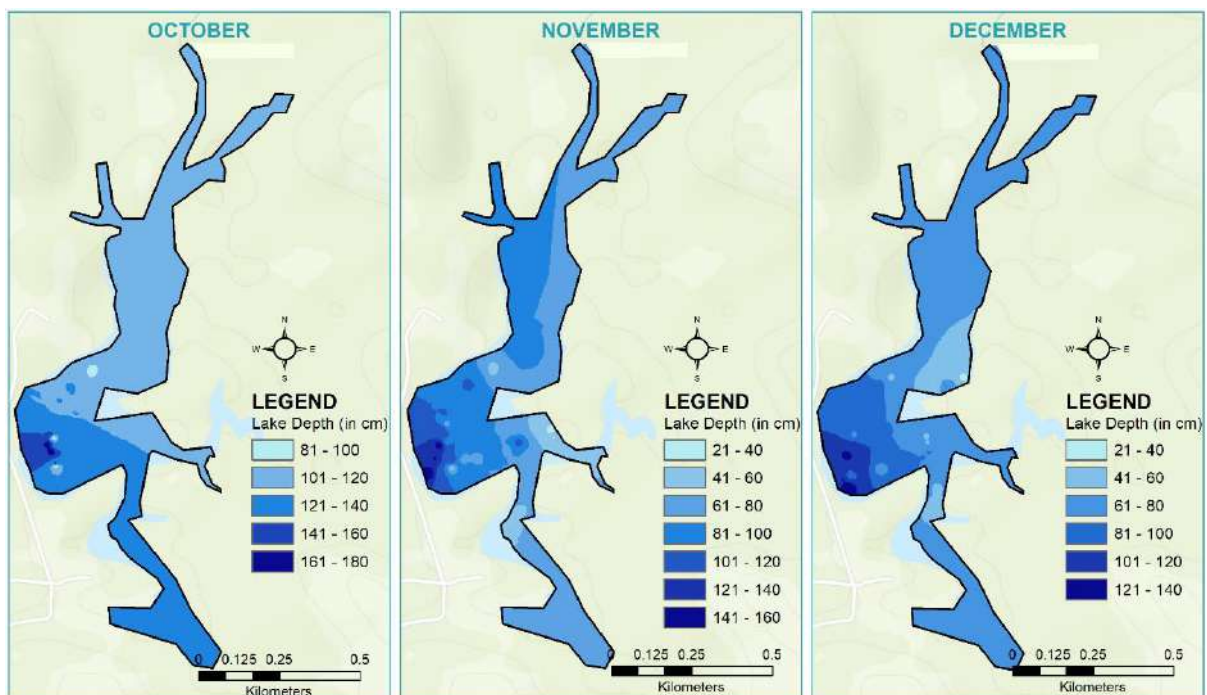 OCTOBER
N
W E
S
LEGEND
Lake Depth (in cm)
81 - 100
101 - 120
121 - 140
141 - 160
161 - 180
0 0.125 0.25 0.5
Kilometers
NOVEMBER
N
W E
S
LEGEND
Lake Depth (in cm)
21 - 40
41 - 60
61 - 80
81 - 100
101 - 120
121 - 140
141 - 160
0 0.125 0.25 0.5
Kilometers
DECEMBER
N
W E
S
LEGEND
Lake Depth (in cm)
21 - 40
41 - 60
61 - 80
81 - 100
101 - 120
121 - 140
0 0.125 0.25 0.5
Kilometers